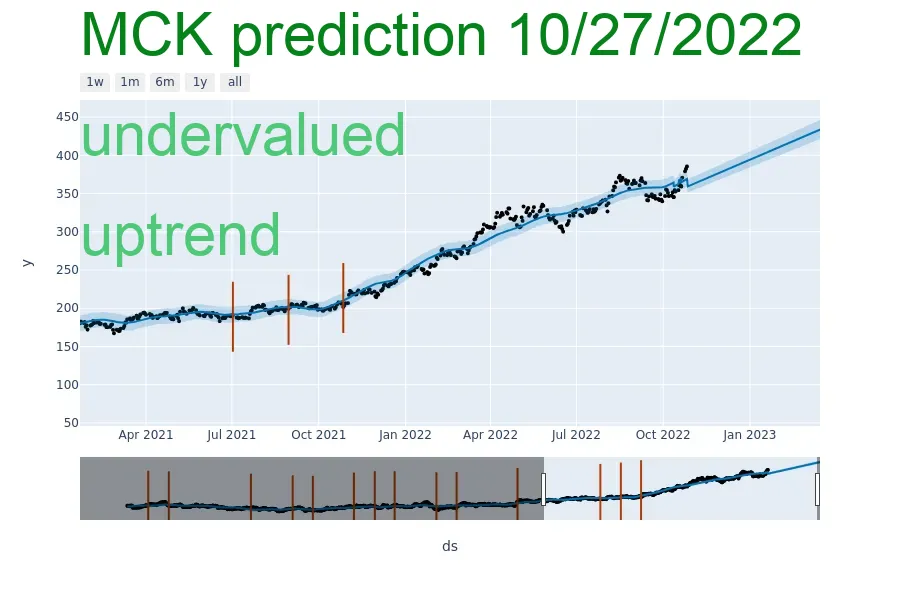 MCK prediction 10/27/2022
1w 1m 6m 1y all
undervalued
uptrend
450
400
350
300
250
200
150
100
50
y
Apr 2021 Jul 2021 Oct 2021 Jan 2022 Apr 2022 Jul 2022 Oct 2022 Jan 2023
ds